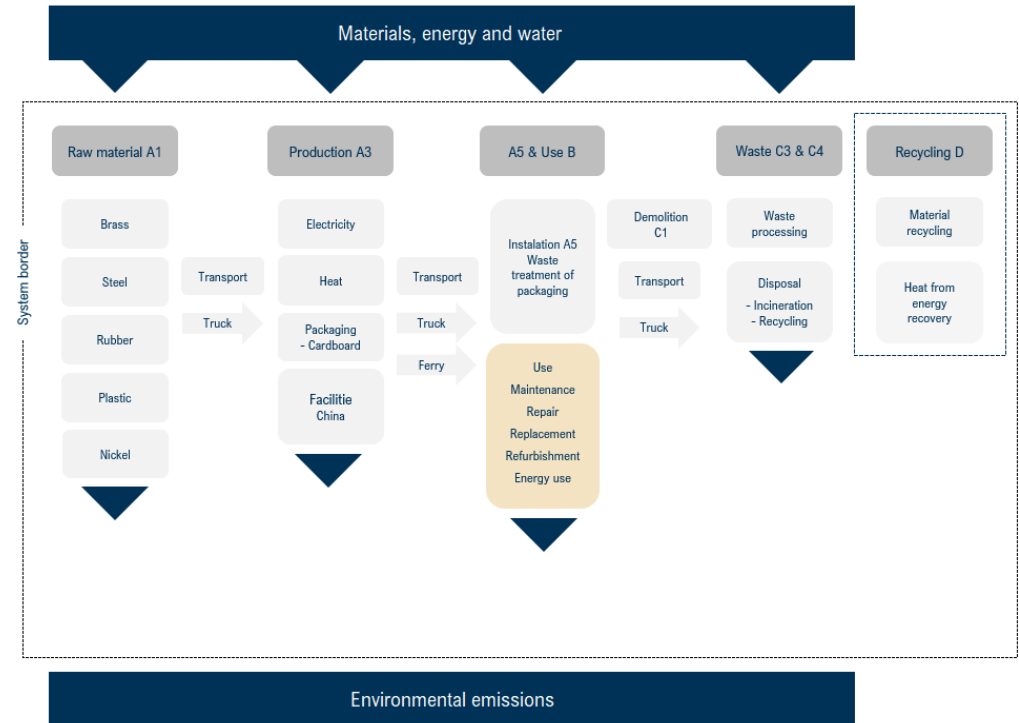 Materials, energy and water
System border
Raw material A1
Brass
Steel
Rubber
Plastic
Nickel
Transport
Truck
Production A3
Electricity
Heat
Packaging
- Cardboard
Facilitie
China
Transport
Truck
Ferry
A5 & Use B
Instalation A5
Waste
treatment of
packaging
Use
Maintenance
Repair
Replacement
Refurbishment
Energy use
Demolition
C1
Transport
Truck
Waste C3 & C4
Waste
processing
Disposal
- Incineration
- Recycling
Recycling D
Material
recycling
Heat from
energy
recovery
Environmental emissions